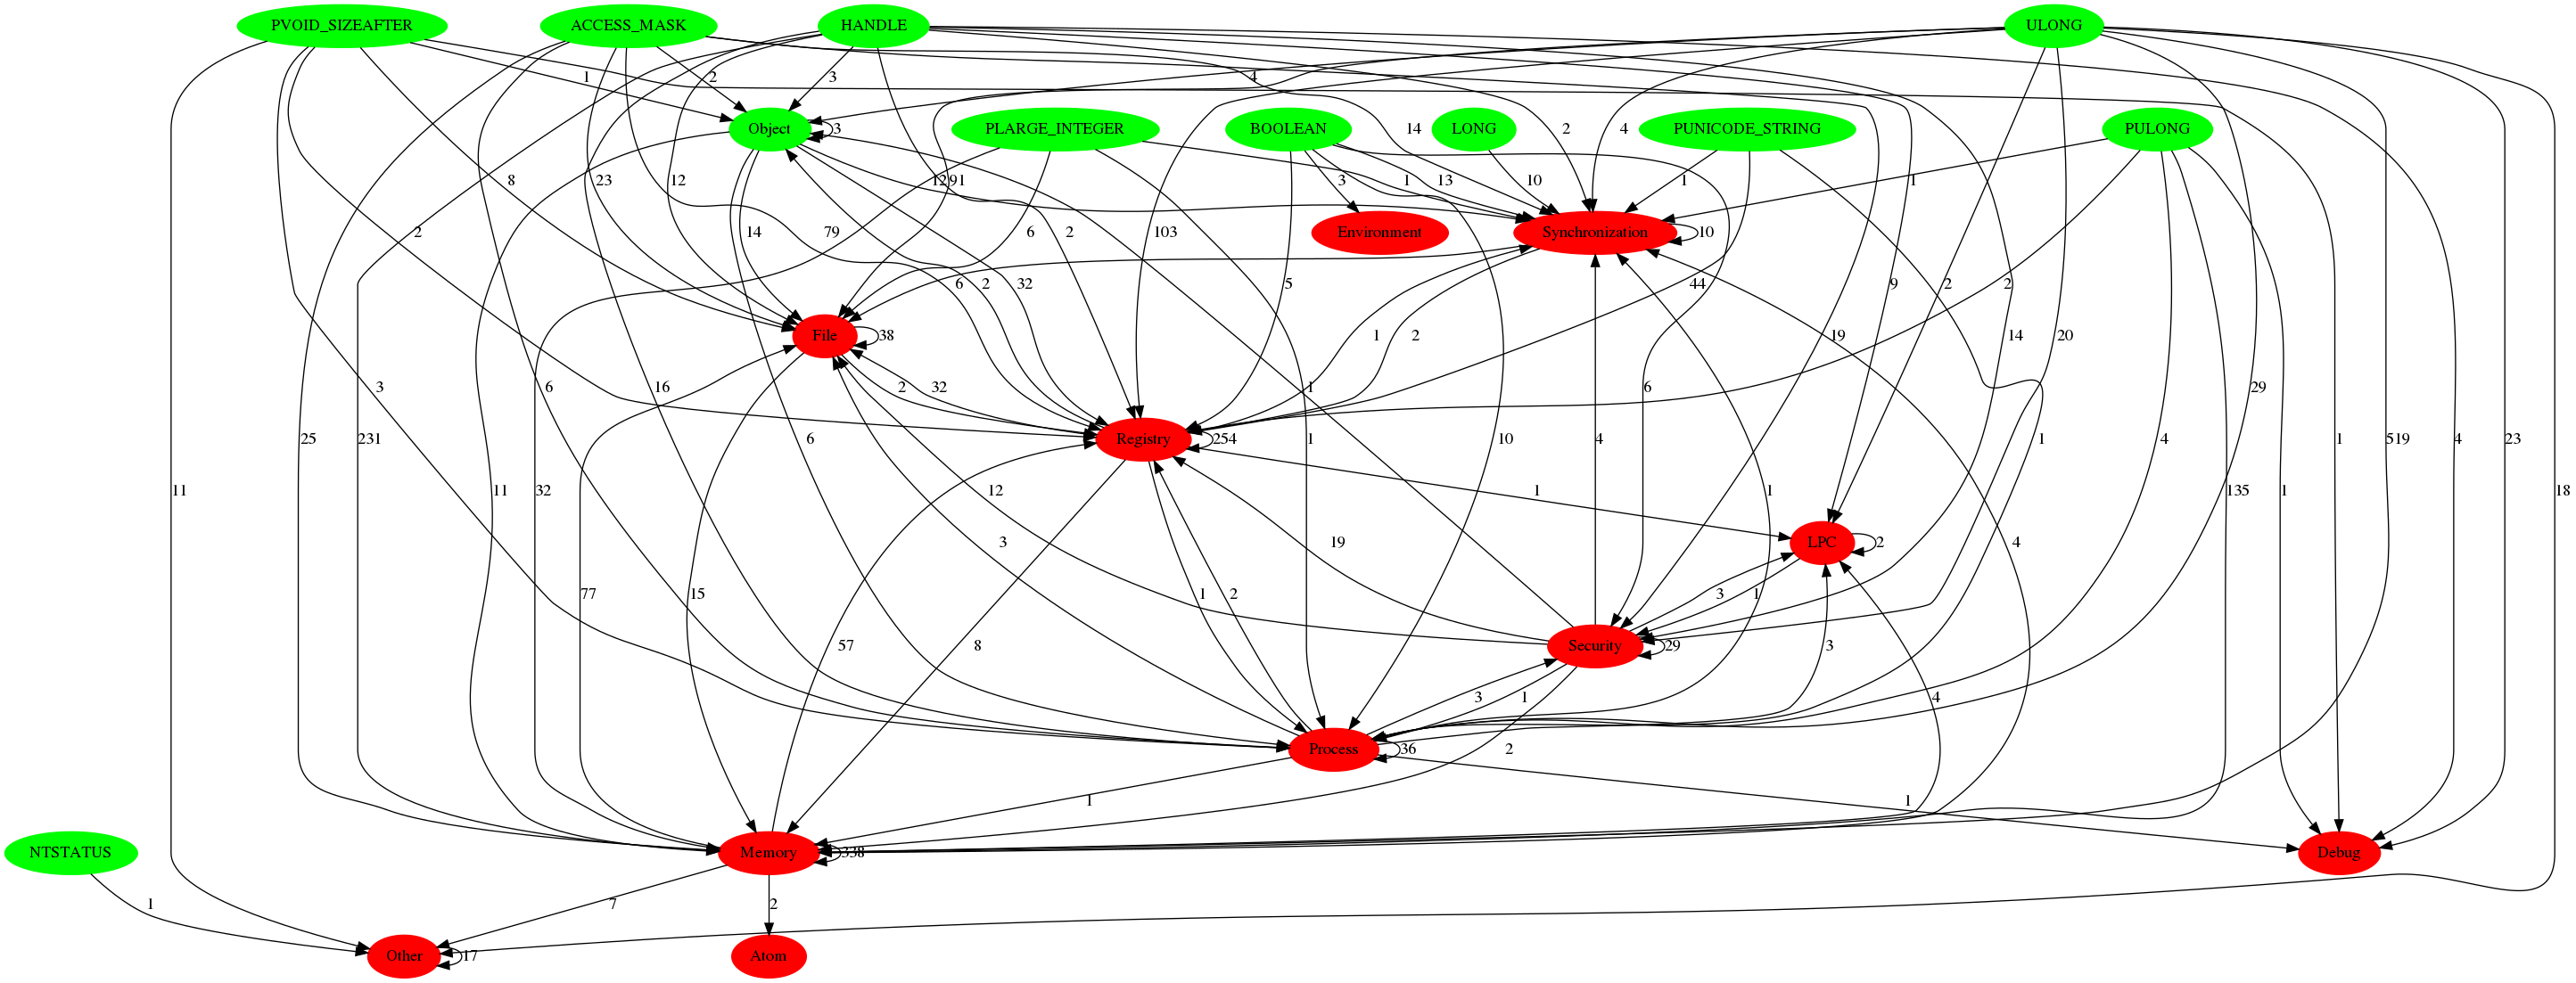 PVOID_SIZEAFTER ACCESS_MASK HANDLE ULONG
1 2 3 4
Object 3 PLARGE_INTEGER BOOLEAN LONG PUNICODE_STRING PULONG
14 2 4
8 23 12 12 91 1 3 13 10 1 1
2 14 79 6 2 103 Environment Synchronization 10
6 2 32 5 44 9 2 2 14
File 38 1 2 19 20
3 6 16 32 2 1 6 29
25 231 6 Registry 254 1 10 4 1 4 1 519 4 23
11 11 32 12 1 135 1 18
77 15 3 1 2 19 3 1 LPC 2
57 8 Security 29 3 4
1 3 1 4
Process 36 2
1 1
NTSTATUS Memory 338 Debug
1 7 2
Other 17 Atom